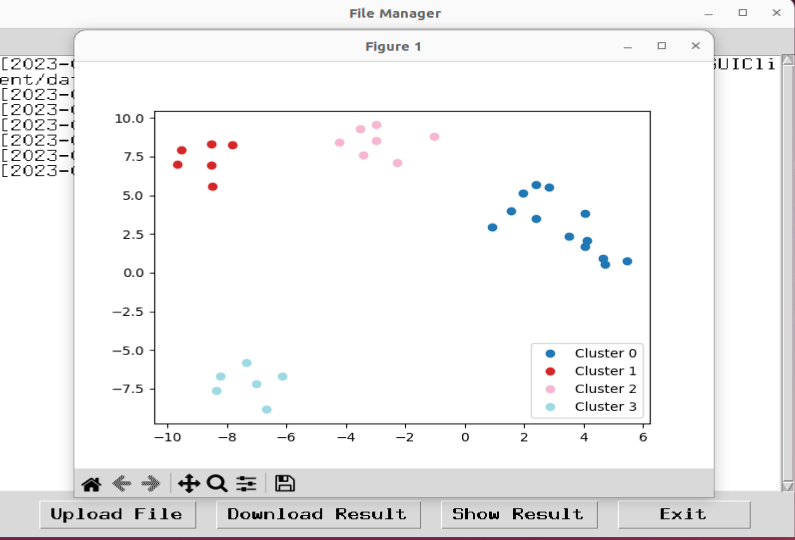 File Manager
Figure 1
[2023-
UICli
ent/da
[2023-
[2023-
[2023-
[2023-
[2023-
[2023-
10.0
7.5
5.0
2.5
0.0
−2.5
−5.0
−7.5
Cluster 0
Cluster 1
Cluster 2
Cluster 3
−10 −8 −6 −4 −2 0 2 4 6
Upload File Download Result Show Result Exit